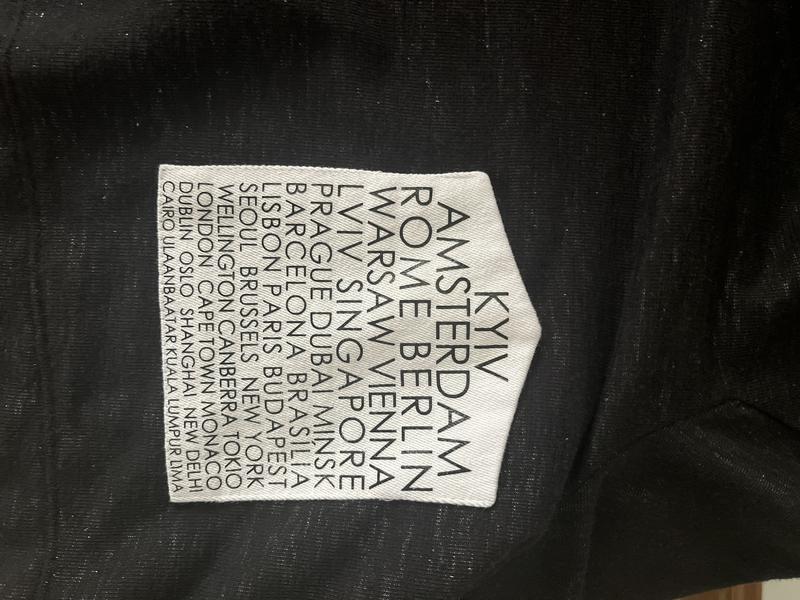 KYIV
AMSTERDAM
ROME BERLIN
WARSAW VIENNA
LVIV SINGAPORE
PRAGUE DUBAI MINSK
BARCELONA BRASILIA
LISBON PARIS BUDAPEST
SEOUL BRUSSELS NEW YORK
WELLINGTON CANBERRA TOKIO
LONDON CAPE TOWN MONACO
DUBLIN OSLO SHANGHAI NEW DELHI
CAIRO ULAANBAATAR KUALA LUMPUR LIMA